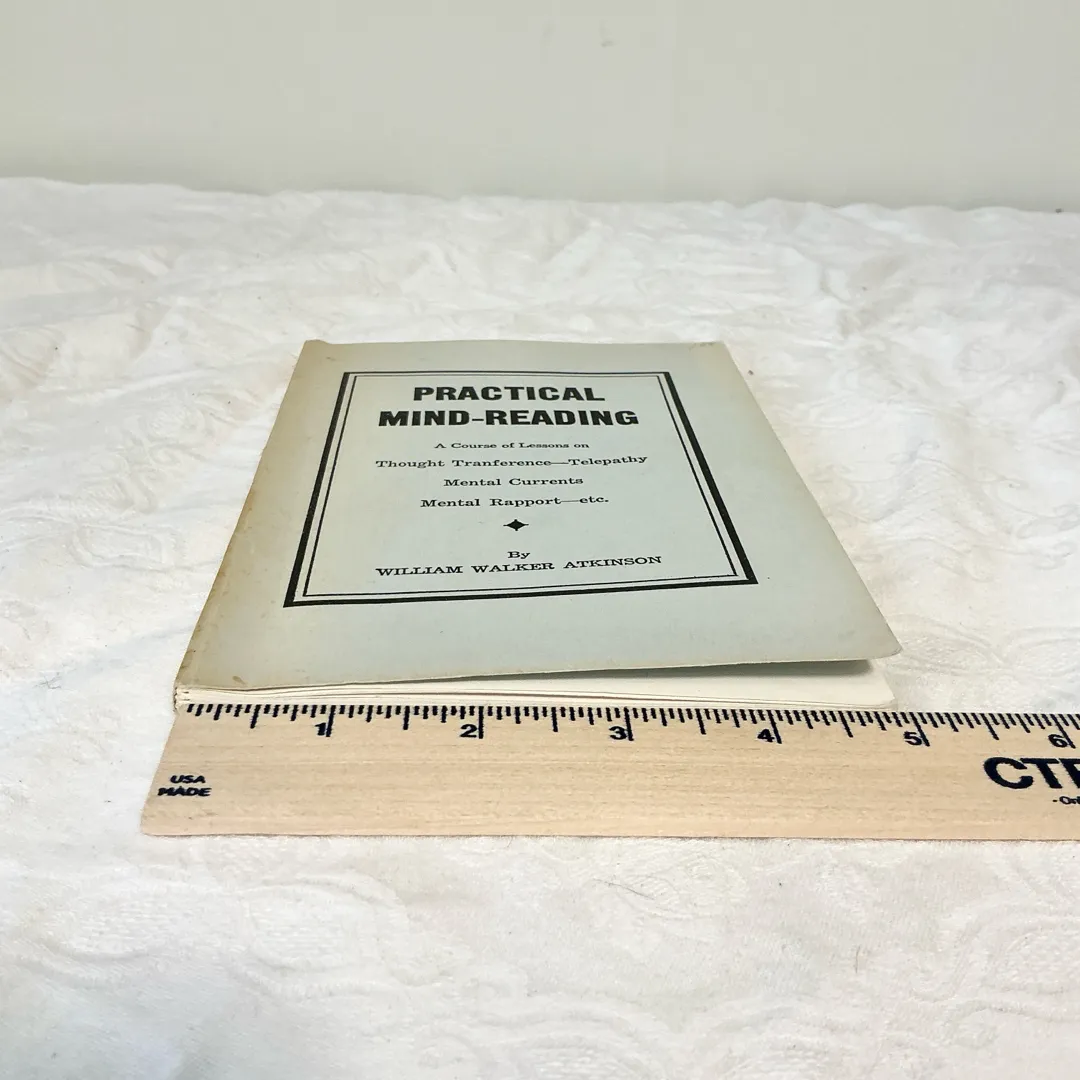 PRACTICAL
MIND-READING
A Course of Lessons on
Thought Tranference—Telepathy
Mental Currents
Mental Rapport—etc.
By
WILLIAM WALKER ATKINSON
1 2 3 4 5 6
USA
MADE